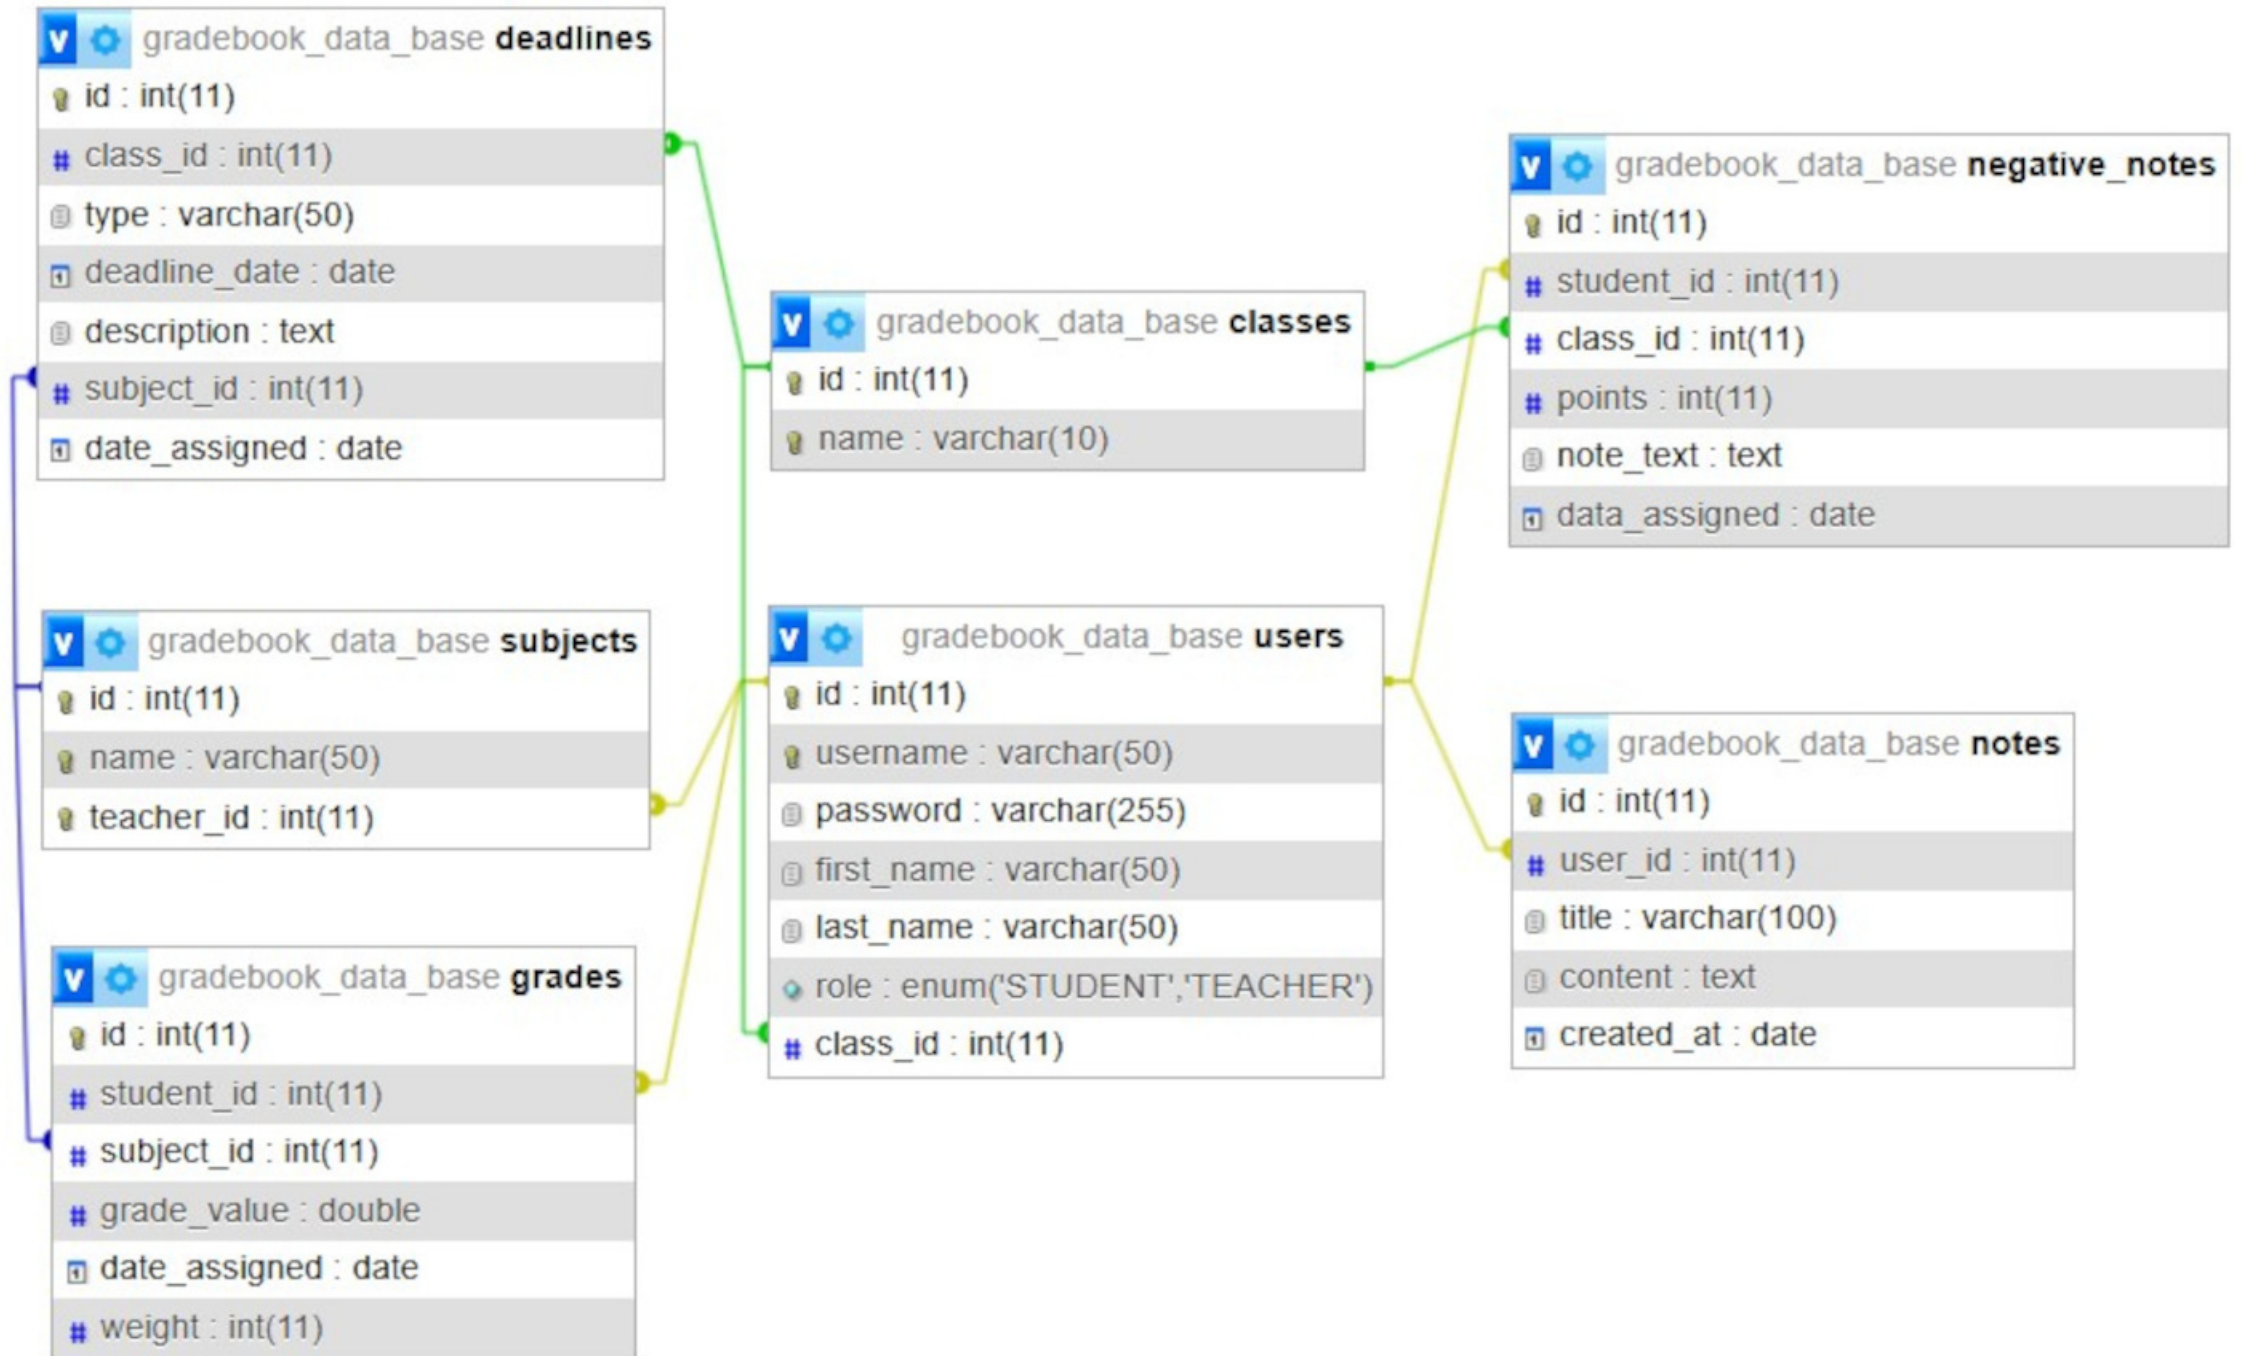 gradebook_data_base deadlines
id : int(11)
class_id : int(11)
type : varchar(50)
deadline_date : date
description : text
subject_id : int(11)
date_assigned : date
gradebook_data_base subjects
id : int(11)
name : varchar(50)
teacher_id : int(11)
gradebook_data_base grades
id : int(11)
student_id : int(11)
subject_id : int(11)
grade_value : double
date_assigned : date
weight : int(11)
gradebook_data_base classes
id : int(11)
name : varchar(10)
gradebook_data_base users
id : int(11)
username : varchar(50)
password : varchar(255)
first_name : varchar(50)
last_name : varchar(50)
role : enum('STUDENT','TEACHER')
class_id : int(11)
gradebook_data_base negative_notes
id : int(11)
student_id : int(11)
class_id : int(11)
points : int(11)
note_text : text
data_assigned : date
gradebook_data_base notes
id : int(11)
user_id : int(11)
title : varchar(100)
content : text
created_at : date